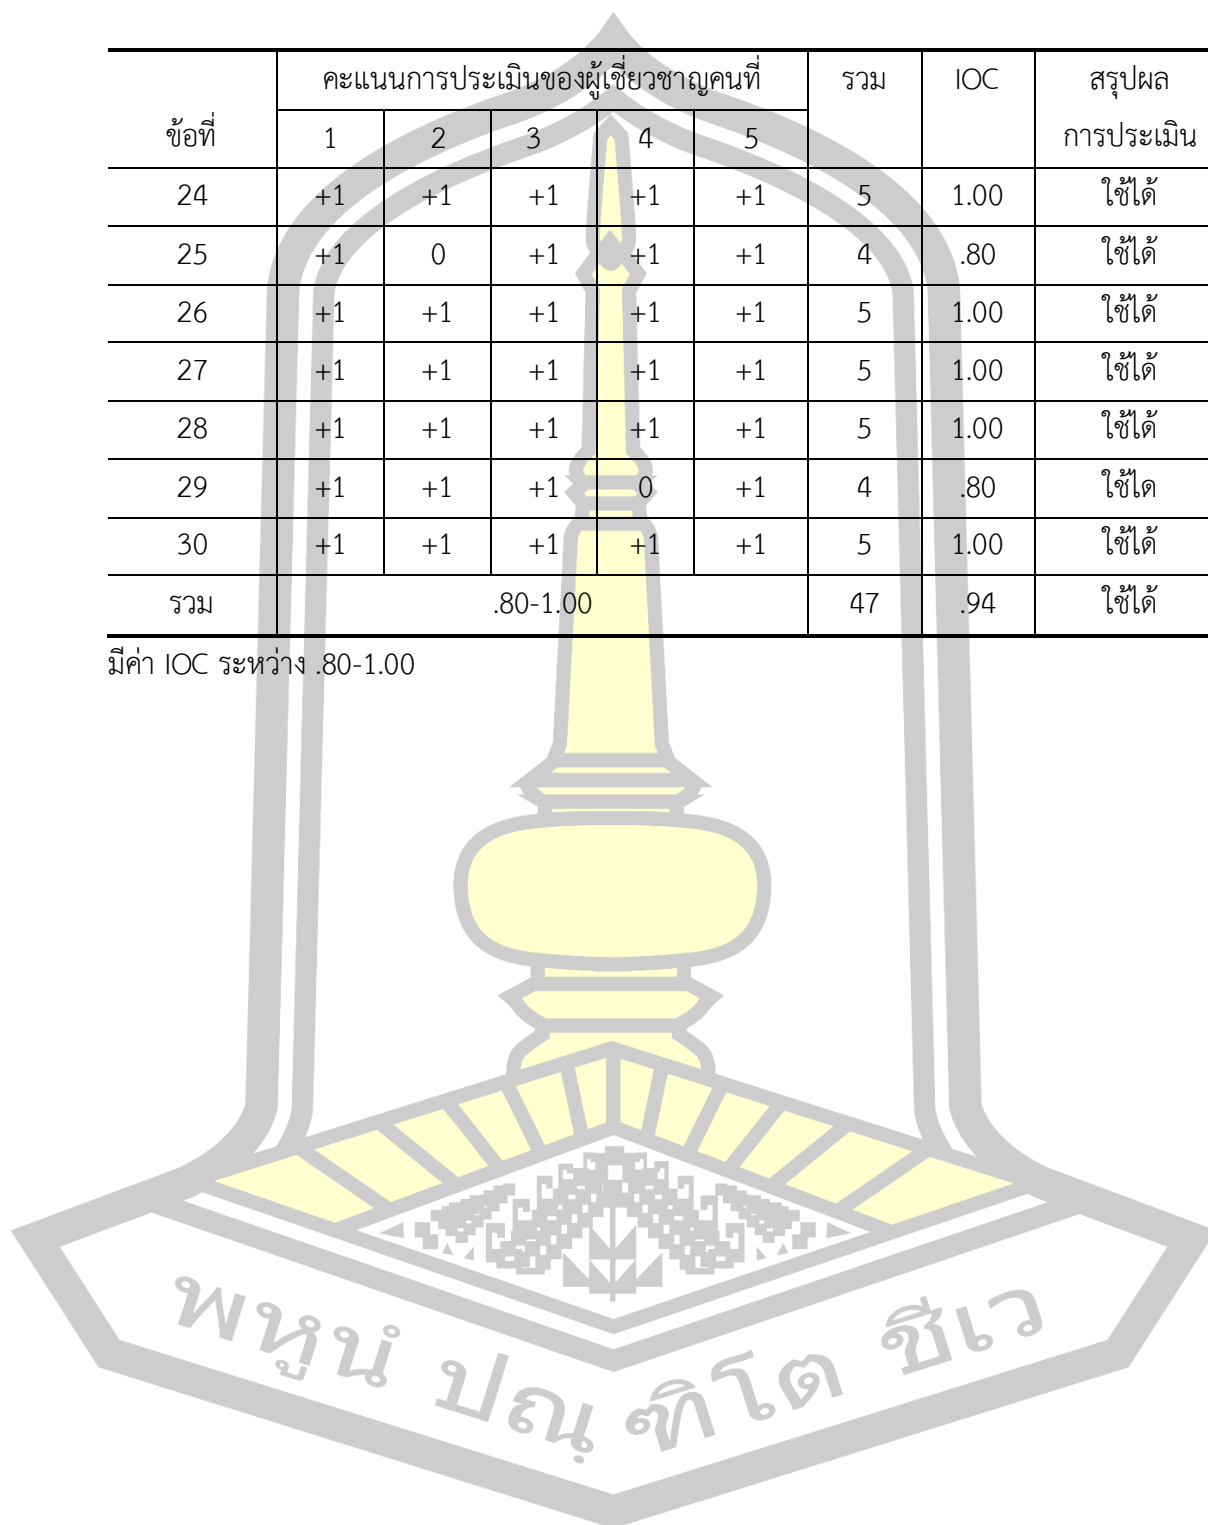 คะแนนการประเมินของผู้เชี่ยวชาญคนที่ รวม IOC สรุปผล
ข้อที่ 1 2 3 4 5 การประเมิน
24 +1 +1 +1 +1 +1 5 1.00 ใช้ได้
25 +1 0 +1 +1 +1 4 .80 ใช้ได้
26 +1 +1 +1 +1 +1 5 1.00 ใช้ได้
27 +1 +1 +1 +1 +1 5 1.00 ใช้ได้
28 +1 +1 +1 +1 +1 5 1.00 ใช้ได้
29 +1 +1 +1 0 +1 4 .80 ใช้ได
30 +1 +1 +1 +1 +1 5 1.00 ใช้ได้
รวม .80-1.00 47 .94 ใช้ได้
มีค่า IOC ระหว่าง .80-1.00
พหูนํ ปณฺฑิโต ชีเว